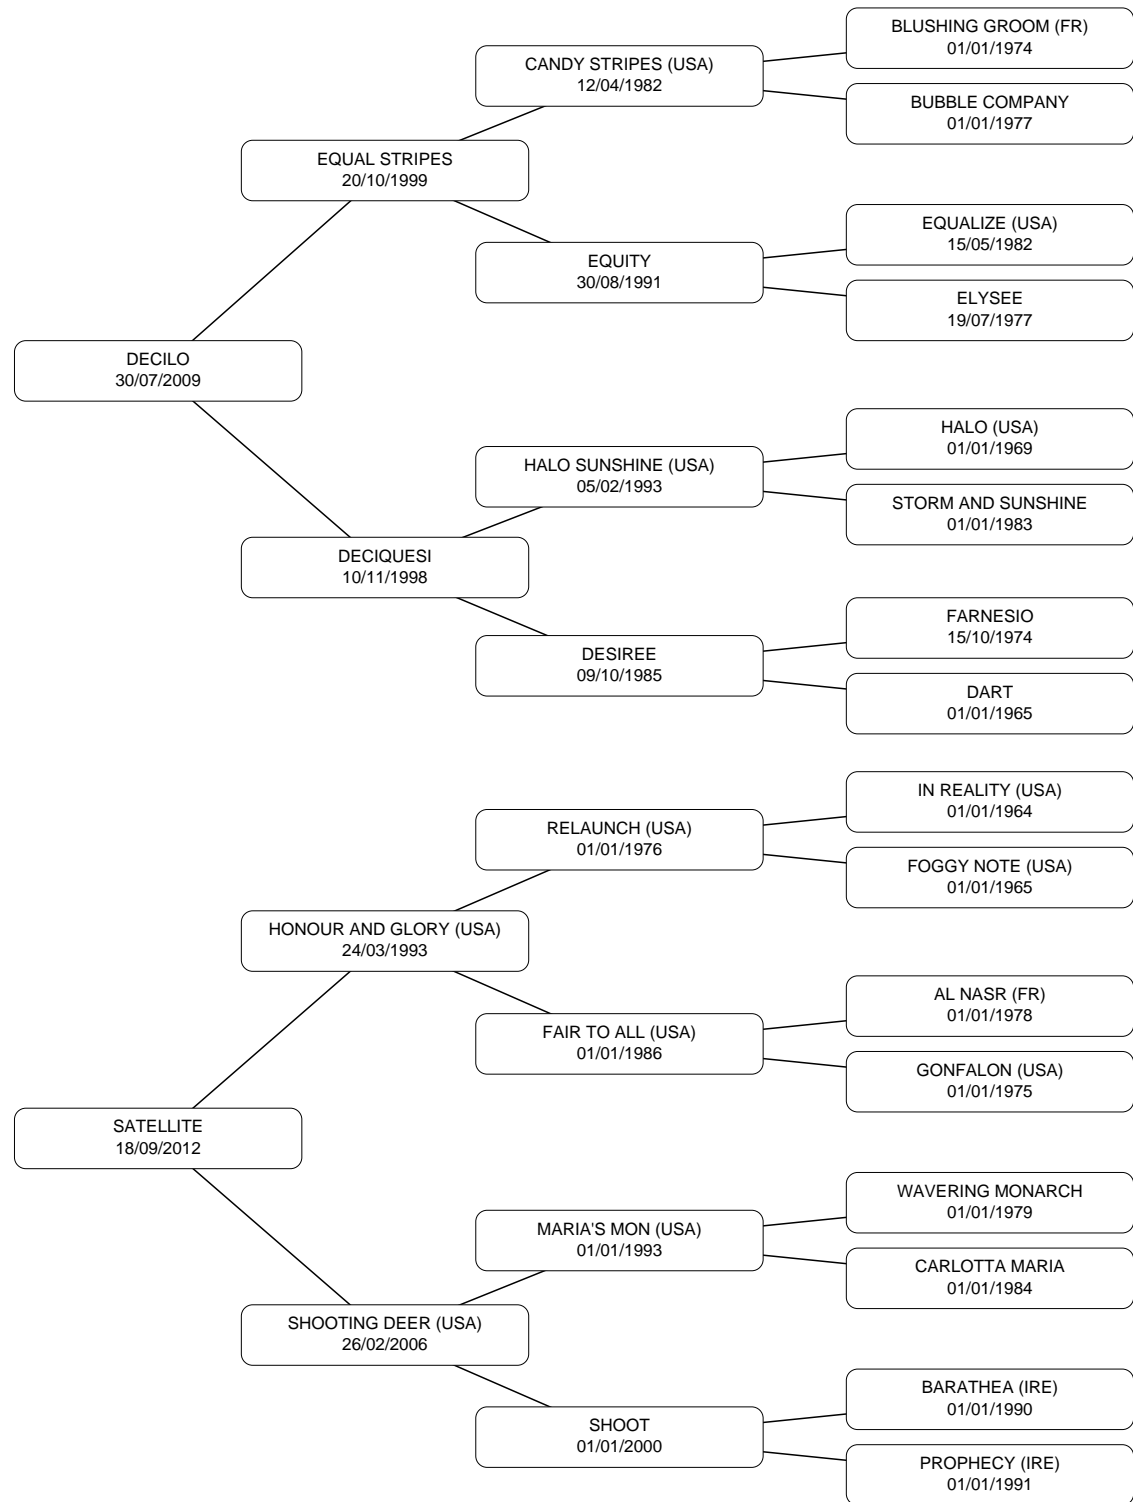 BLUSHING GROOM (FR)
01/01/1974
CANDY STRIPES (USA)
12/04/1982
BUBBLE COMPANY
01/01/1977
EQUAL STRIPES
20/10/1999
EQUALIZE (USA)
15/05/1982
EQUITY
30/08/1991
ELYSEE
19/07/1977
DECILO
30/07/2009
HALO (USA)
01/01/1969
HALO SUNSHINE (USA)
05/02/1993
STORM AND SUNSHINE
01/01/1983
DECIQUESI
10/11/1998
FARNESIO
15/10/1974
DESIREE
09/10/1985
DART
01/01/1965
IN REALITY (USA)
01/01/1964
RELAUNCH (USA)
01/01/1976
FOGGY NOTE (USA)
01/01/1965
HONOUR AND GLORY (USA)
24/03/1993
AL NASR (FR)
01/01/1978
FAIR TO ALL (USA)
01/01/1986
GONFALON (USA)
01/01/1975
SATELLITE
18/09/2012
WAVERING MONARCH
01/01/1979
MARIA'S MON (USA)
01/01/1993
CARLOTTA MARIA
01/01/1984
SHOOTING DEER (USA)
26/02/2006
BARATHEA (IRE)
01/01/1990
SHOOT
01/01/2000
PROPHECY (IRE)
01/01/1991